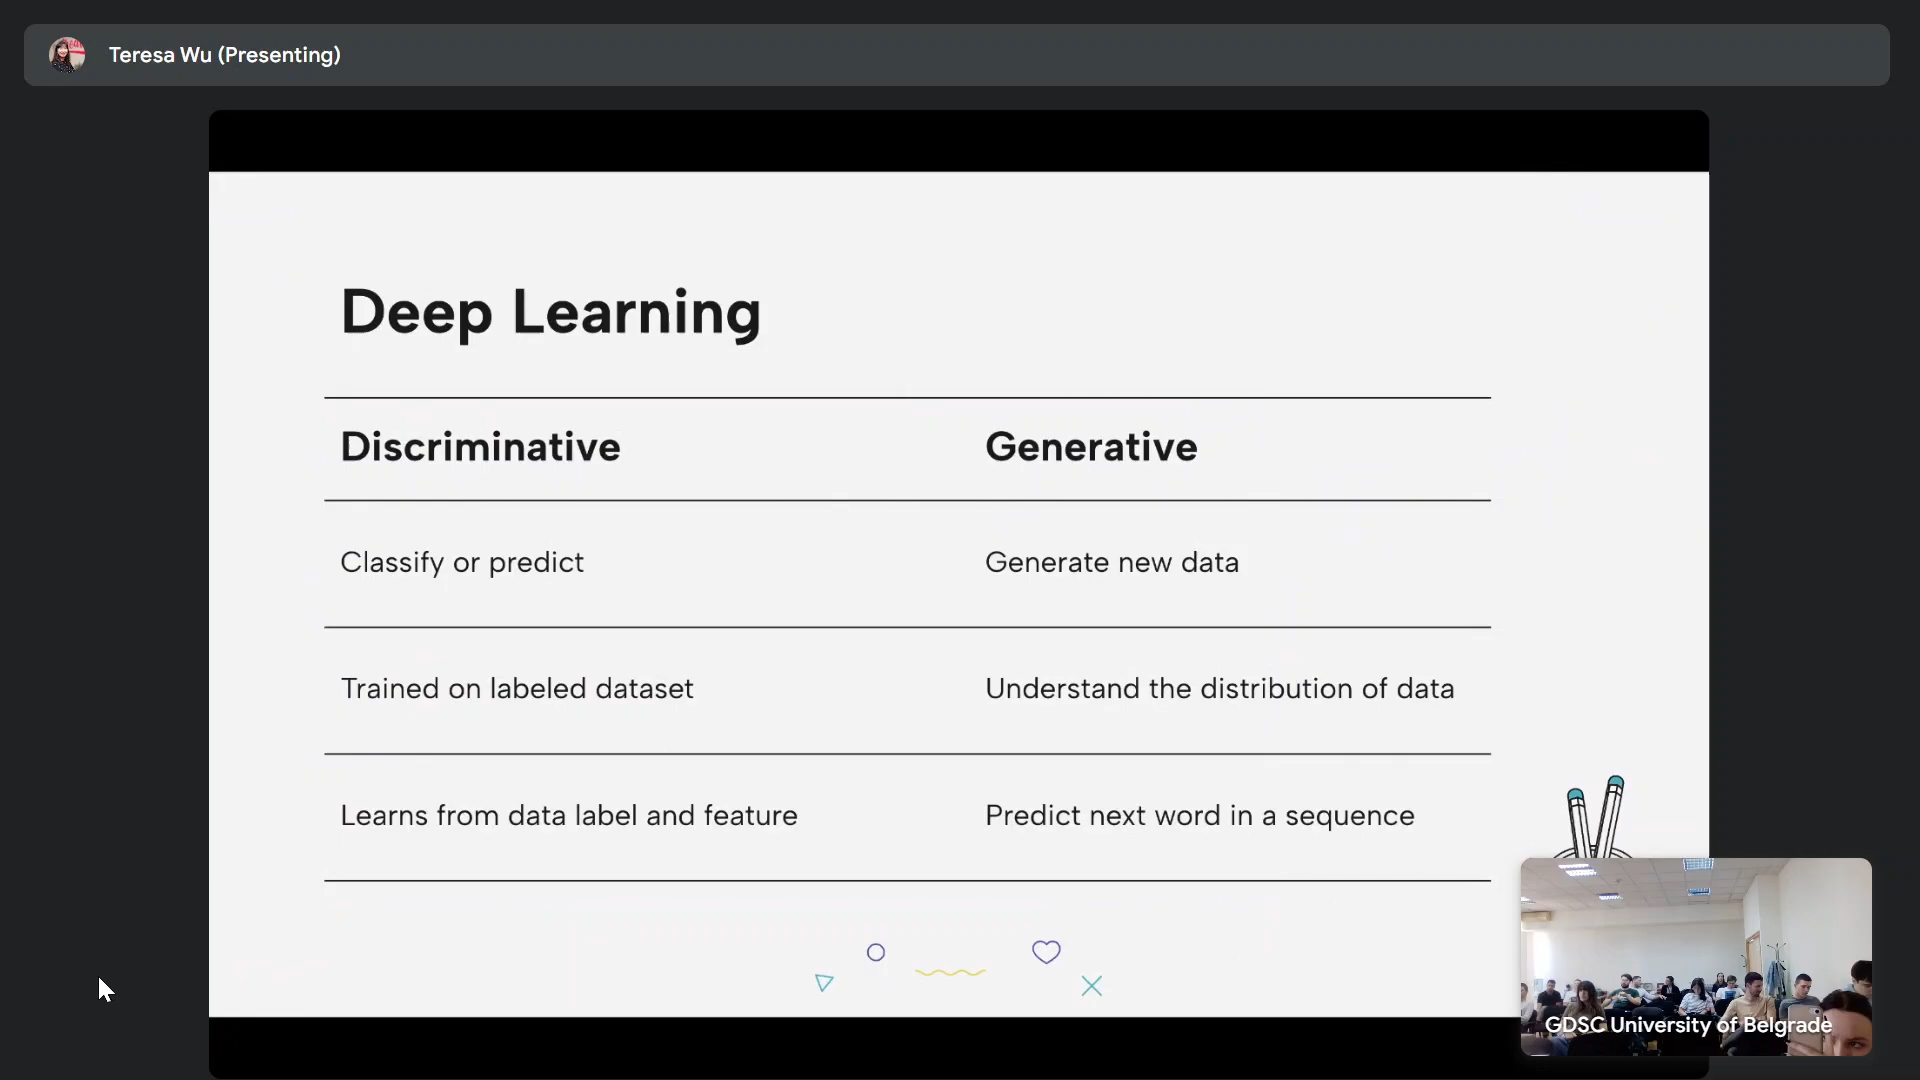 Teresa Wu (Presenting)
Deep Learning
Discriminative Generative
Classify or predict Generate new data
Trained on labeled dataset Understand the distribution of data
Learns from data label and feature Predict next word in a sequence
GDSC University of Belgrade